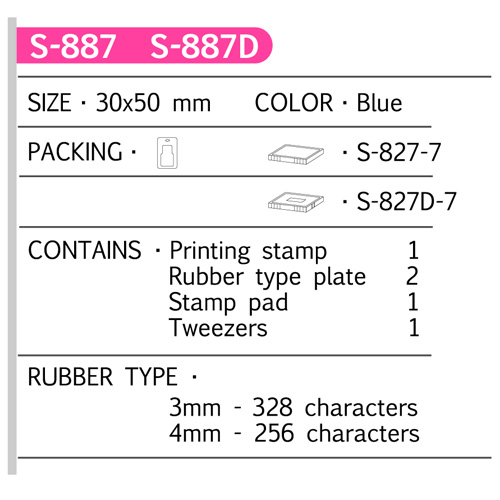 S-887 S-887D
SIZE · 30x50 mm COLOR · Blue
PACKING · · S-827-7
· S-827D-7
CONTAINS · Printing stamp 1
Rubber type plate 2
Stamp pad 1
Tweezers 1
RUBBER TYPE ·
3mm - 328 characters
4mm - 256 characters